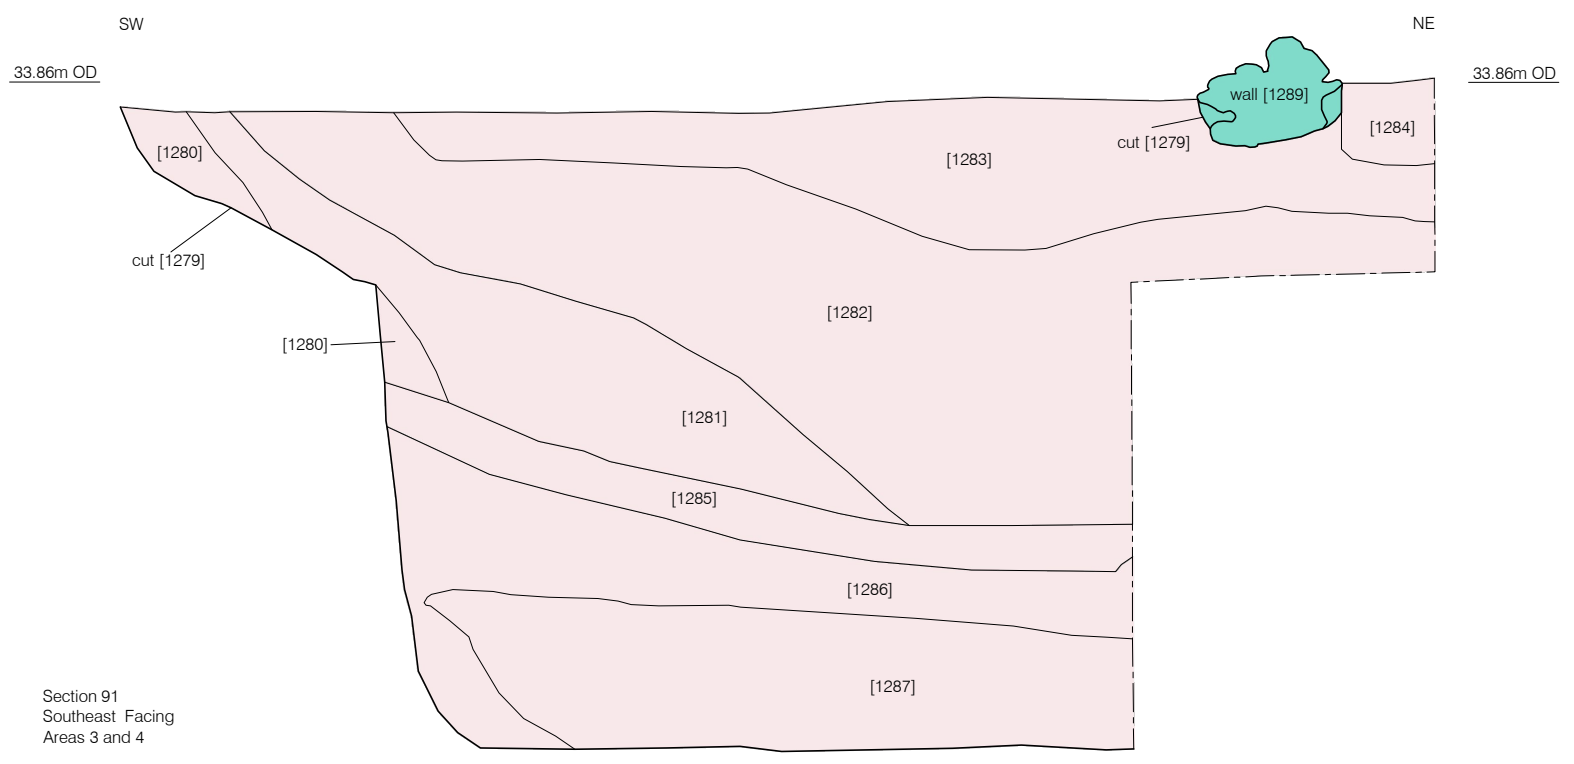 SW
NE
33.86m OD
33.86m OD
wall [1289]
[1284]
cut [1279]
[1280]
[1283]
cut [1279]
[1282]
[1280]
[1281]
[1285]
[1286]
[1287]
Section 91
Southeast Facing
Areas 3 and 4